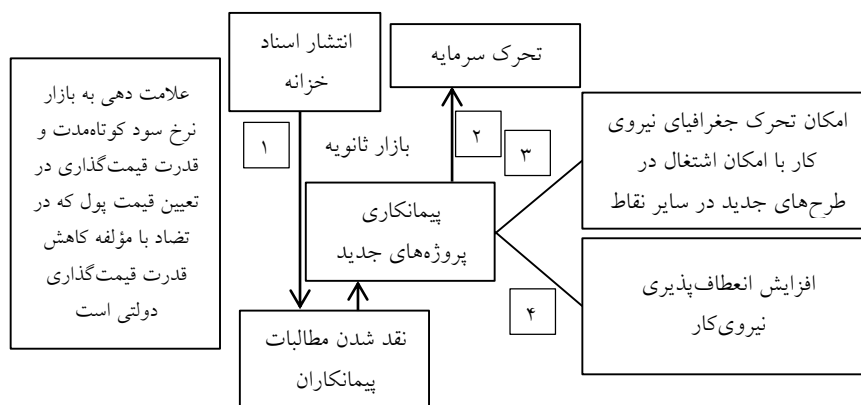 انتشار اسناد
خزانه
تحرک سرمایه
علامت دهی به بازار
نرخ سود کوتاه‌مدت و
قدرت قیمت‌گذاری در
تعیین قیمت پول که در
تضاد با مؤلفه کاهش
قدرت قیمت‌گذاری
دولتی است
۱
بازار ثانویه
۲
۳
امکان تحرک جغرافیای نیروی
کار با امکان اشتغال در
طرح‌های جدید در سایر نقاط
پیمانکاری
پروژه‌های جدید
۴
افزایش انعطاف‌پذیری
نیروی‌کار
نقد شدن مطالبات
پیمانکاران